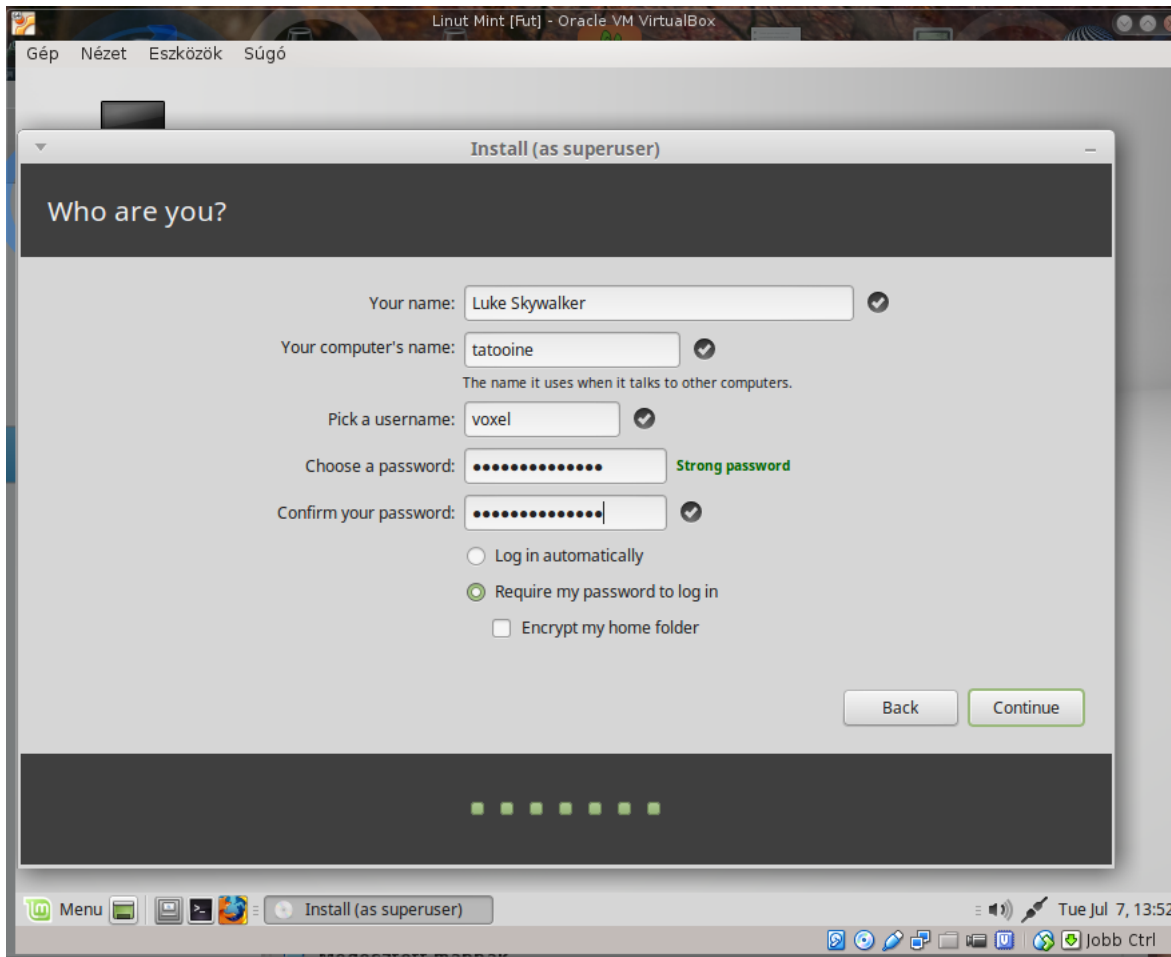 Linut Mint [Fut] - Oracle VM VirtualBox
Gép Nézet Eszközök Súgó
Install (as superuser)
Who are you?
Your name: Luke Skywalker
Your computer's name: tatooine
The name it uses when it talks to other computers.
Pick a username: voxel
Choose a password: ●●●●●●●●●●●●●● Strong password
Confirm your password: ●●●●●●●●●●●●●●
Log in automatically
Require my password to log in
Encrypt my home folder
Back Continue
Menu Install (as superuser) Tue Jul 7, 13:52
Jobb Ctrl